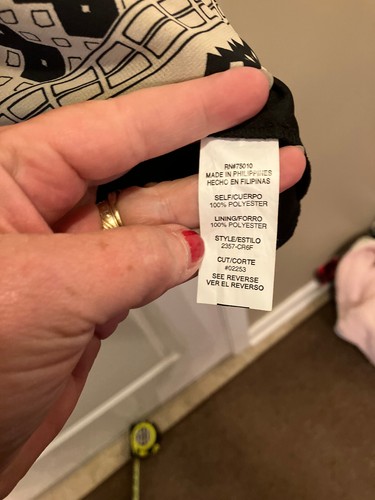 RN#75010
MADE IN PHILIPPINES
HECHO EN FILIPINAS
SELF/CUERPO
100% POLYESTER
LINING/FORRO
100% POLYESTER
STYLE/ESTILO
2357-CR6F
CUT/CORTE
#02253
SEE REVERSE
VER EL REVERSO